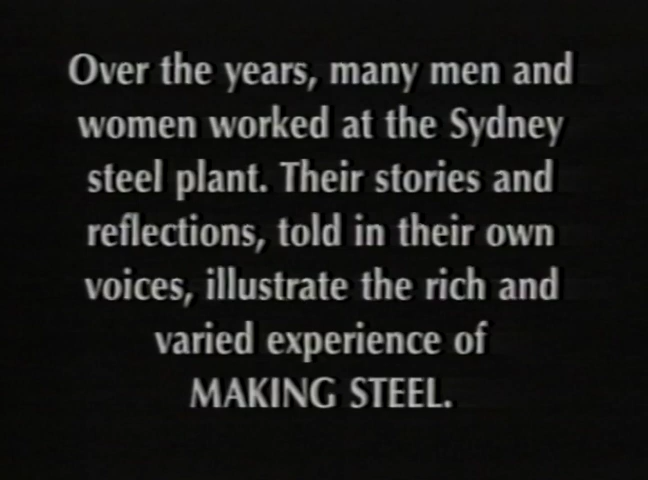 Over the years, many men and
women worked at the Sydney
steel plant. Their stories and
reflections, told in their own
voices, illustrate the rich and
varied experience of
MAKING STEEL.